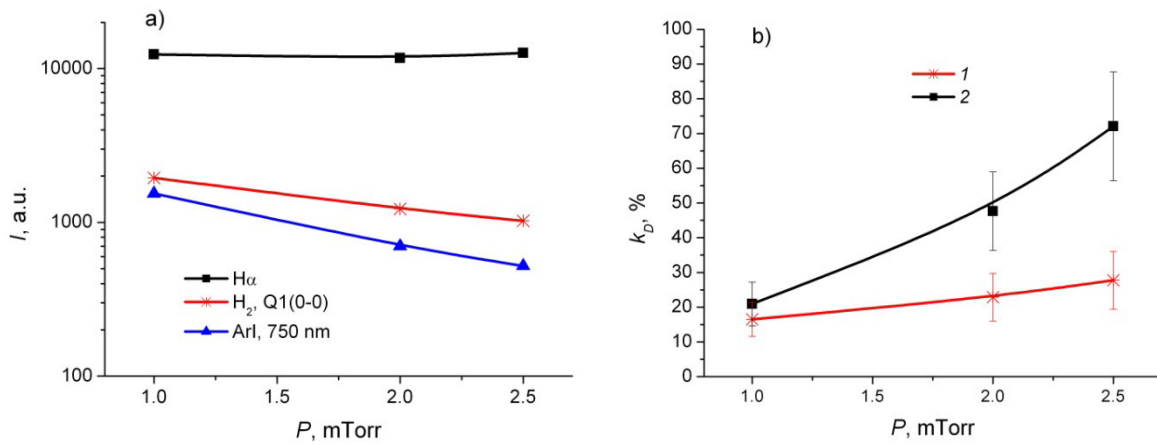 a)
10000
1000
100
I, a.u.
Hα
H₂, Q1(0-0)
ArI, 750 nm
1.0 1.5 2.0 2.5
P, mTorr
b)
100
90
80
70
60
50
40
30
20
10
0
k_D, %
1
2
1.0 1.5 2.0 2.5
P, mTorr